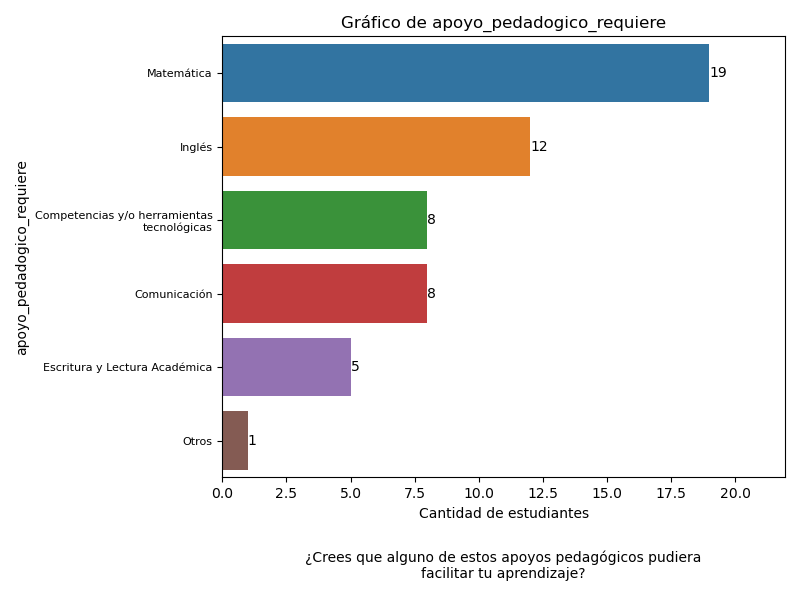 Gráfico de apoyo_pedadogico_requiere
apoyo_pedadogico_requiere
Matemática
19
Inglés
12
Competencias y/o herramientas
tecnológicas
8
Comunicación
8
Escritura y Lectura Académica
5
Otros
1
0.0 2.5 5.0 7.5 10.0 12.5 15.0 17.5 20.0
Cantidad de estudiantes
¿Crees que alguno de estos apoyos pedagógicos pudiera
facilitar tu aprendizaje?